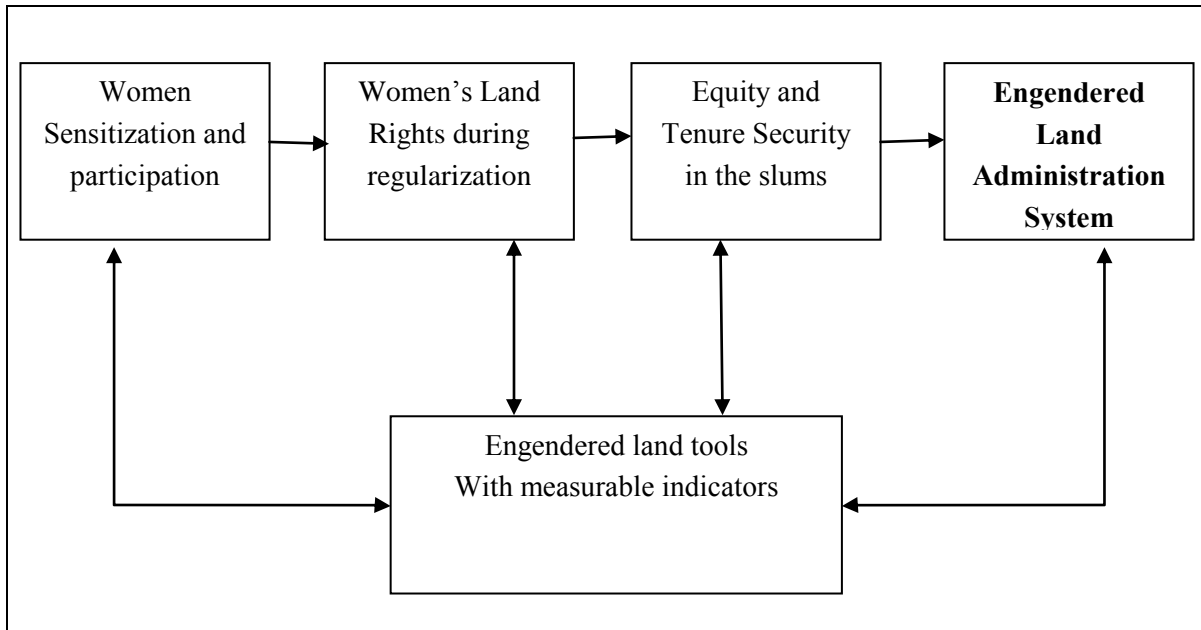 Women
Sensitization and
participation
Women’s Land
Rights during
regularization
Equity and
Tenure Security
in the slums
Engendered
Land
Administration
System
Engendered land tools
With measurable indicators